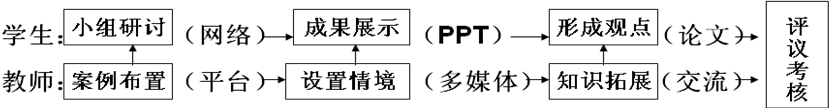 学生：小组研讨（网络）成果展示（PPT）形成观点（论文）
教师：案例布置（平台）设置情境（多媒体）知识拓展（交流）
评议考核